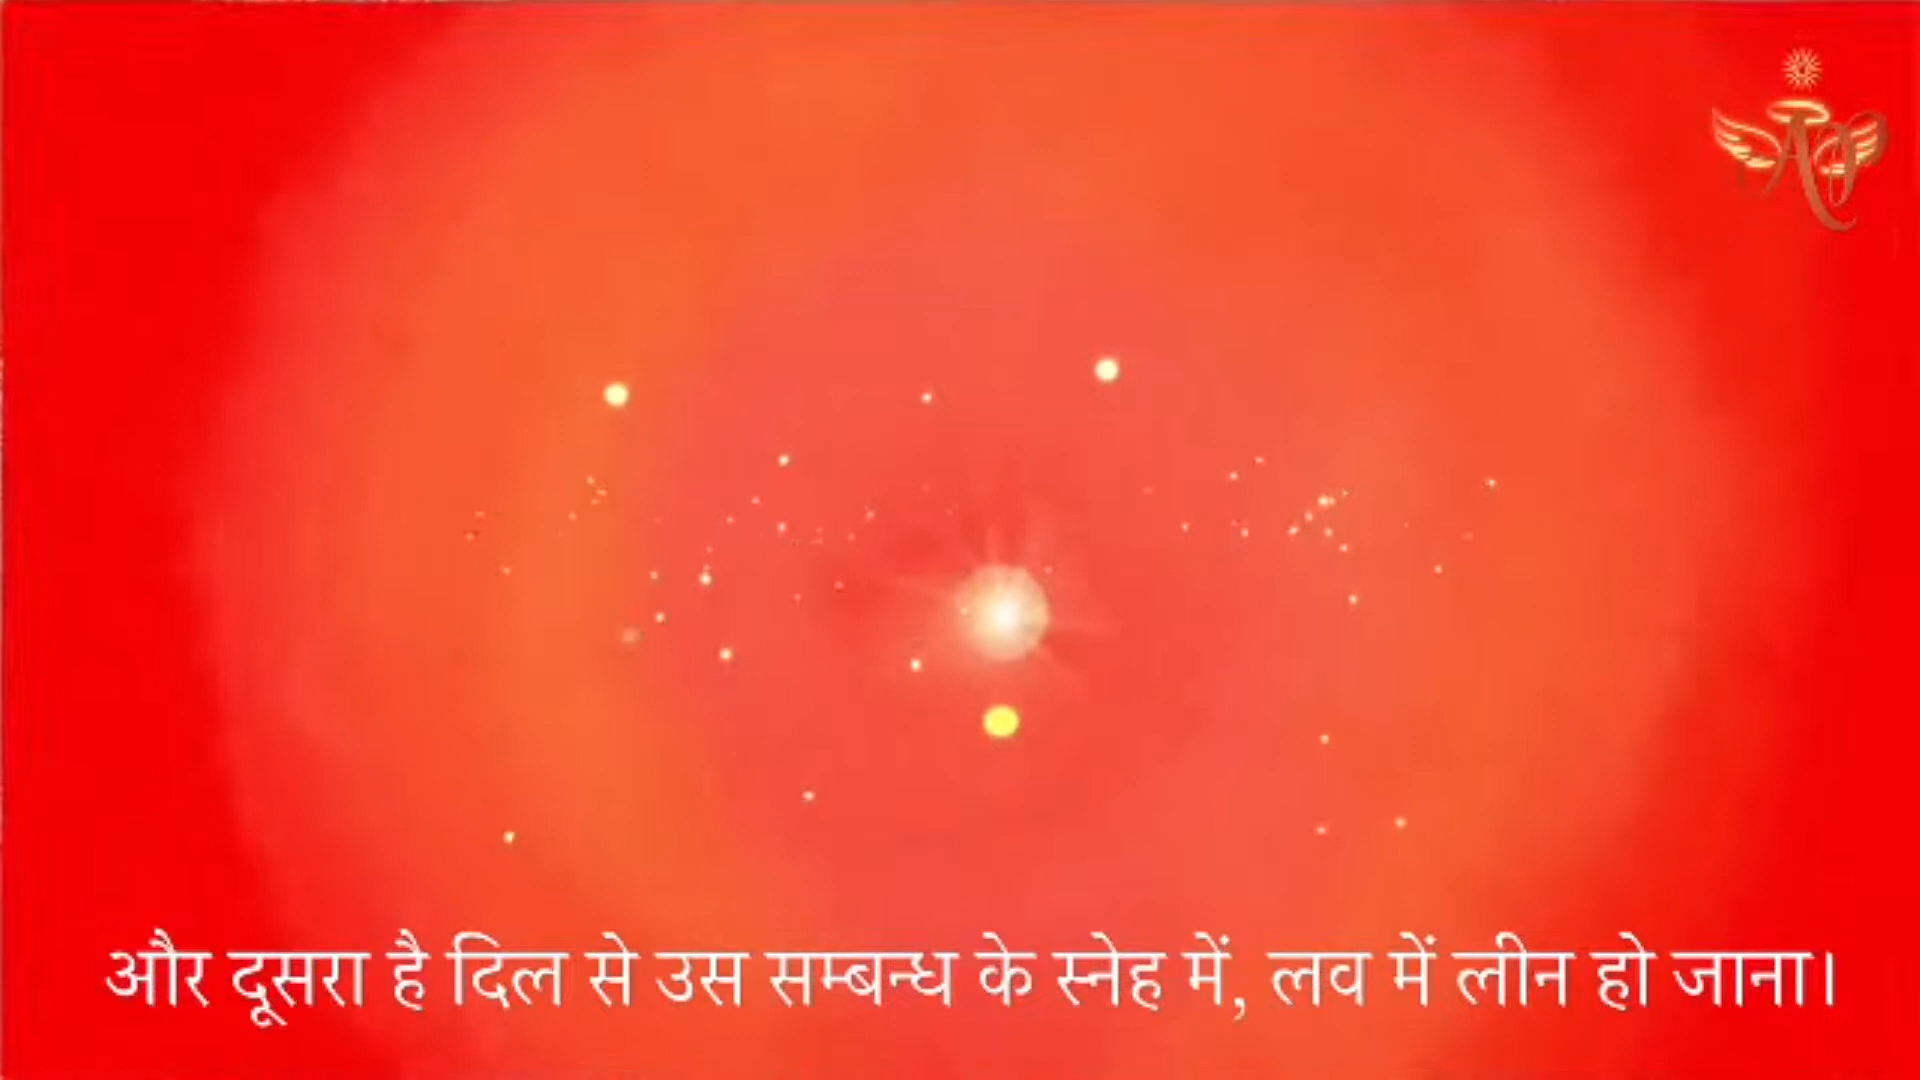 और दूसरा है दिल से उस सम्बन्ध के स्नेह में, लव में लीन हो जाना।